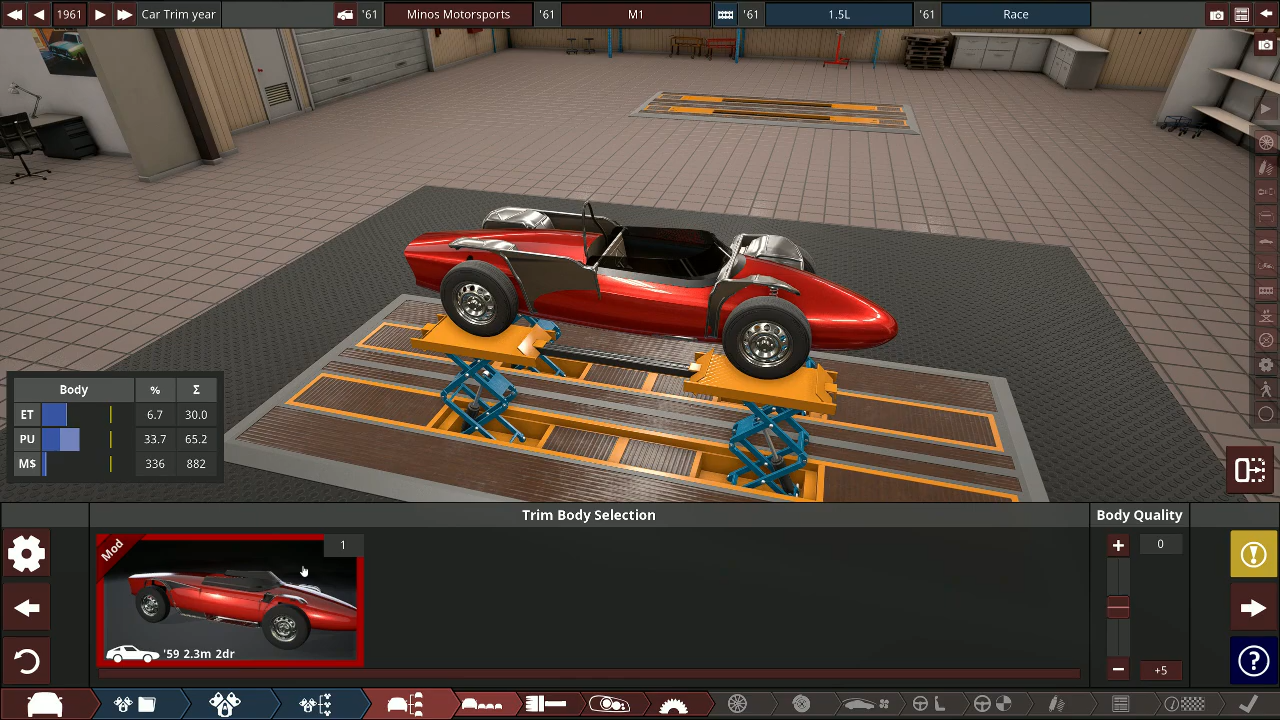 1961 Car Trim year '61 Minos Motorsports '61 M1 '61 1.5L '61 Race
Body % Σ
ET 6.7 30.0
PU 33.7 65.2
M$ 336 882
Trim Body Selection
Body Quality
Mod
1
'59 2.3m 2dr
+ 0
− +5